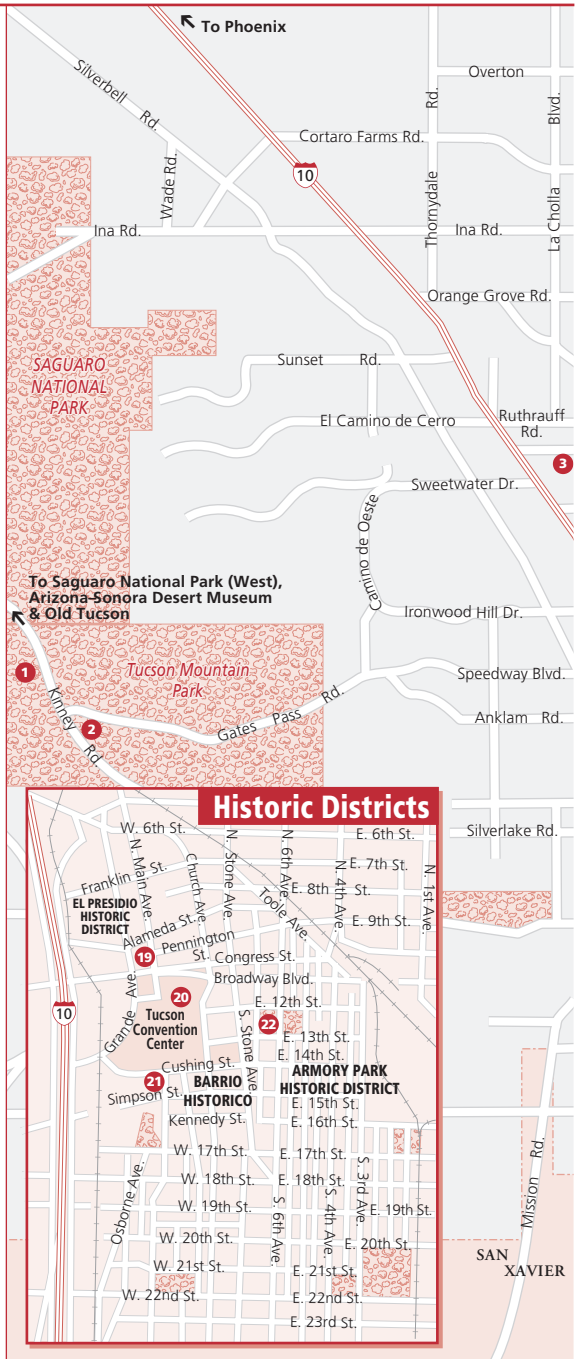 To Phoenix
Silverbell Rd.
Overton
Rd.
Blvd.
Cortaro Farms Rd.
10
Wade Rd.
Thornydale
La Cholla
Ina Rd.
Ina Rd.
Orange Grove Rd.
SAGUARO
NATIONAL
PARK
Sunset Rd.
El Camino de Cerro
Ruthrauff
Rd.
3
Sweetwater Dr.
Camino de Oeste
To Saguaro National Park (West),
Arizona-Sonora Desert Museum
& Old Tucson
Ironwood Hill Dr.
1
Tucson Mountain
Park
Speedway Blvd.
Kinney Rd.
2
Gates Pass Rd.
Anklam Rd.
Silverlake Rd.
Historic Districts
W. 6th St.
E. 6th St.
N. Main Ave.
Church Ave.
N. Stone Ave.
N. 6th Ave.
N. 4th Ave.
N. 1st Ave.
E. 7th St.
Franklin St.
E. 8th St.
Toole Ave.
EL PRESIDIO
HISTORIC
DISTRICT
E. 9th St.
Alameda St.
Pennington St.
19
Congress St.
Broadway Blvd.
Grande Ave.
20
E. 12th St.
10
Tucson
Convention
Center
22
S. Stone Ave.
E. 13th St.
E. 14th St.
Cushing St.
21
BARRIO
HISTORICO
ARMORY PARK
HISTORIC DISTRICT
Simpson St.
E. 15th St.
Kennedy St.
E. 16th St.
W. 17th St.
E. 17th St.
Osborne Ave.
W. 18th St.
E. 18th St.
S. 6th Ave.
S. 4th Ave.
S. 3rd Ave.
W. 19th St.
E. 19th St.
W. 20th St.
E. 20th St.
W. 21st St.
E. 21st St.
W. 22nd St.
E. 22nd St.
E. 23rd St.
Mission Rd.
SAN
XAVIER